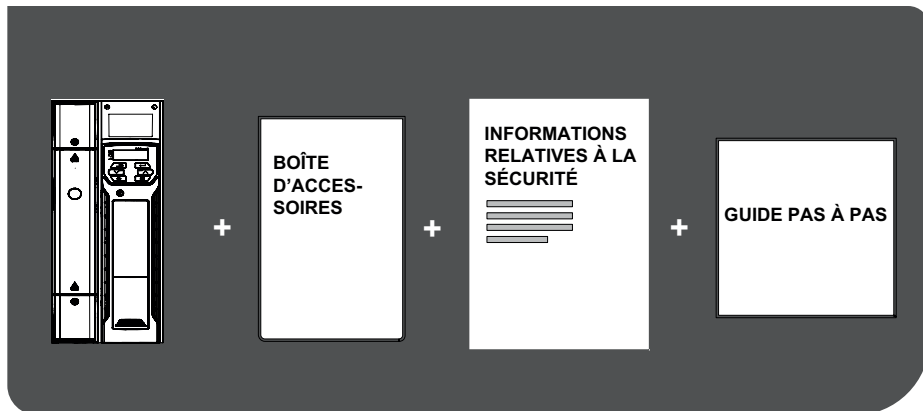 BOÎTE
D'ACCES-
SOIRES
INFORMATIONS
RELATIVES À LA
SÉCURITÉ
GUIDE PAS À PAS